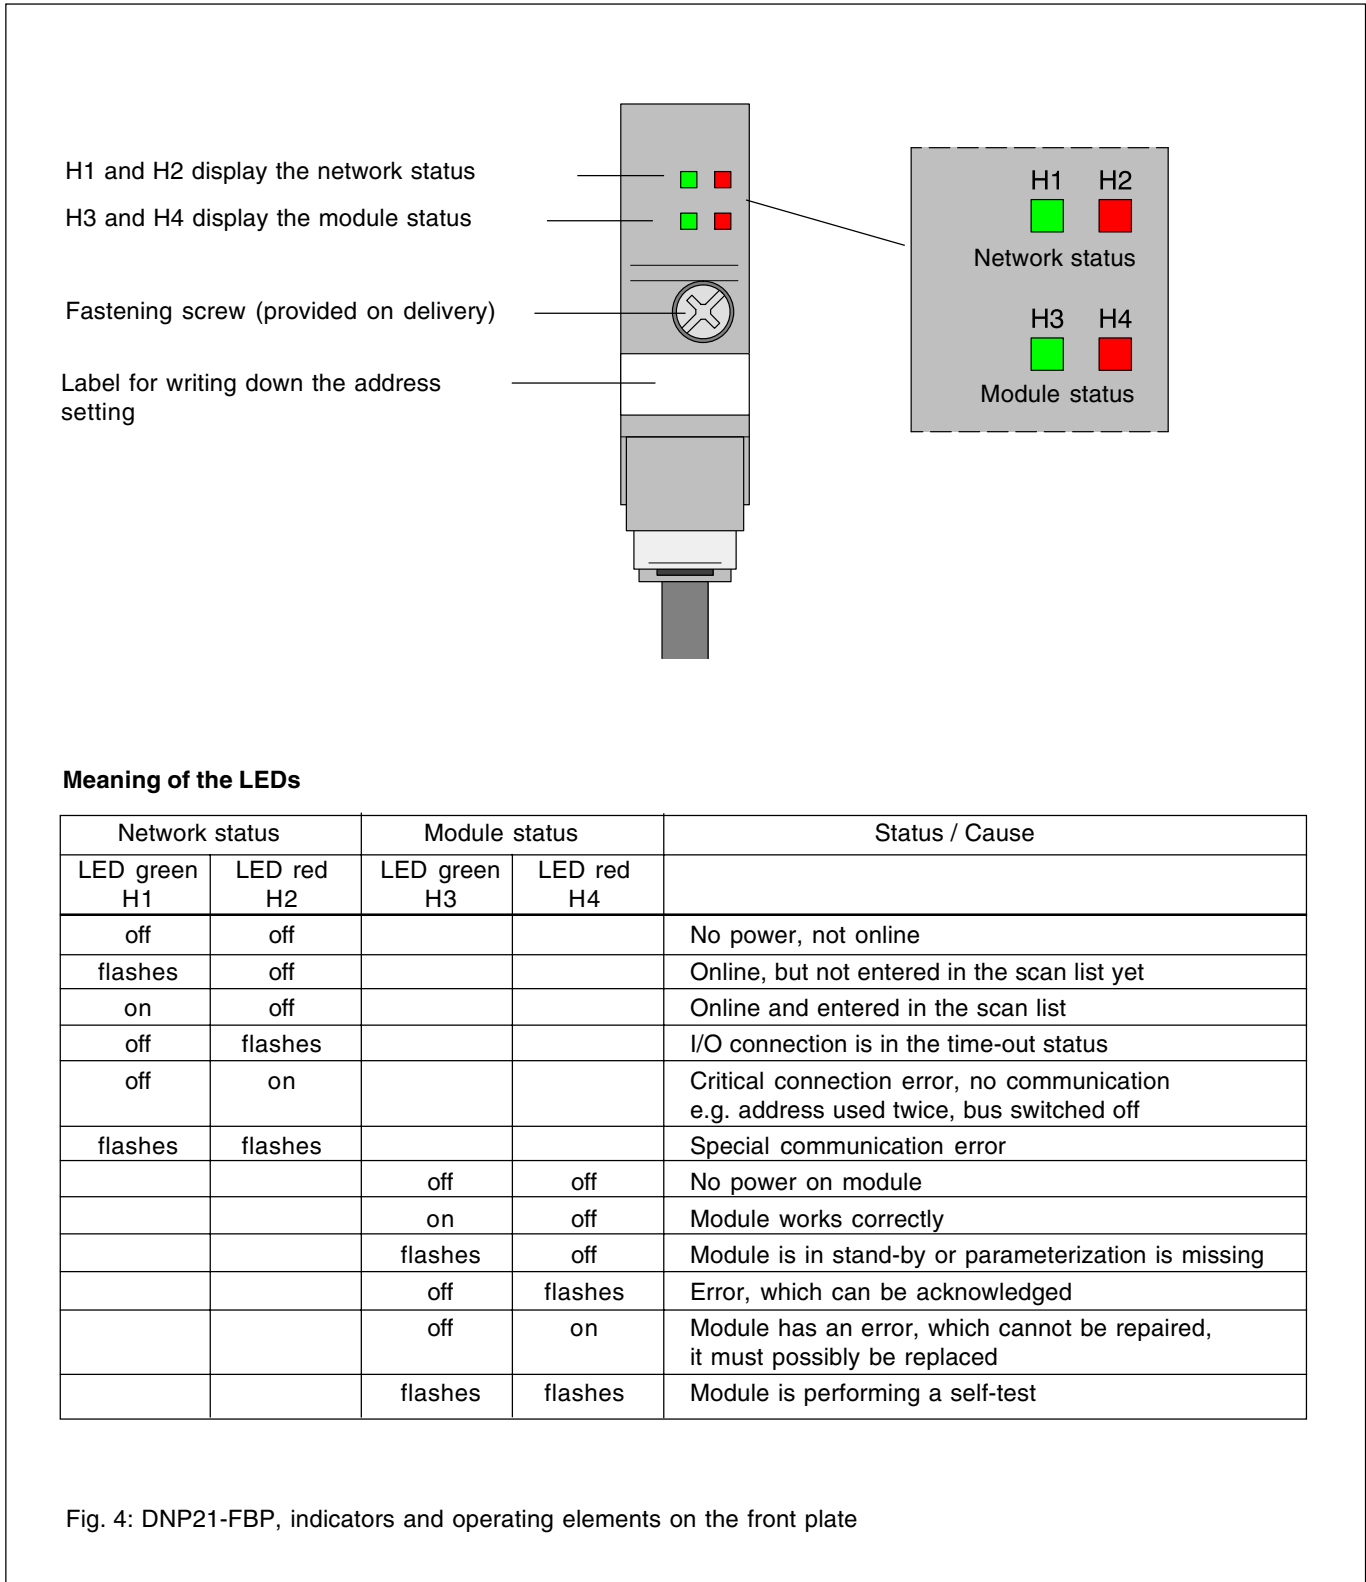 H1 and H2 display the network status
H3 and H4 display the module status
Fastening screw (provided on delivery)
Label for writing down the address
setting
H1 H2
Network status
H3 H4
Module status
Meaning of the LEDs
Network status Module status Status / Cause
LED green LED red LED green LED red
H1 H2 H3 H4
off off No power, not online
flashes off Online, but not entered in the scan list yet
on off Online and entered in the scan list
off flashes I/O connection is in the time-out status
off on Critical connection error, no communication
e.g. address used twice, bus switched off
flashes flashes Special communication error
off off No power on module
on off Module works correctly
flashes off Module is in stand-by or parameterization is missing
off flashes Error, which can be acknowledged
off on Module has an error, which cannot be repaired,
it must possibly be replaced
flashes flashes Module is performing a self-test
Fig. 4: DNP21-FBP, indicators and operating elements on the front plate